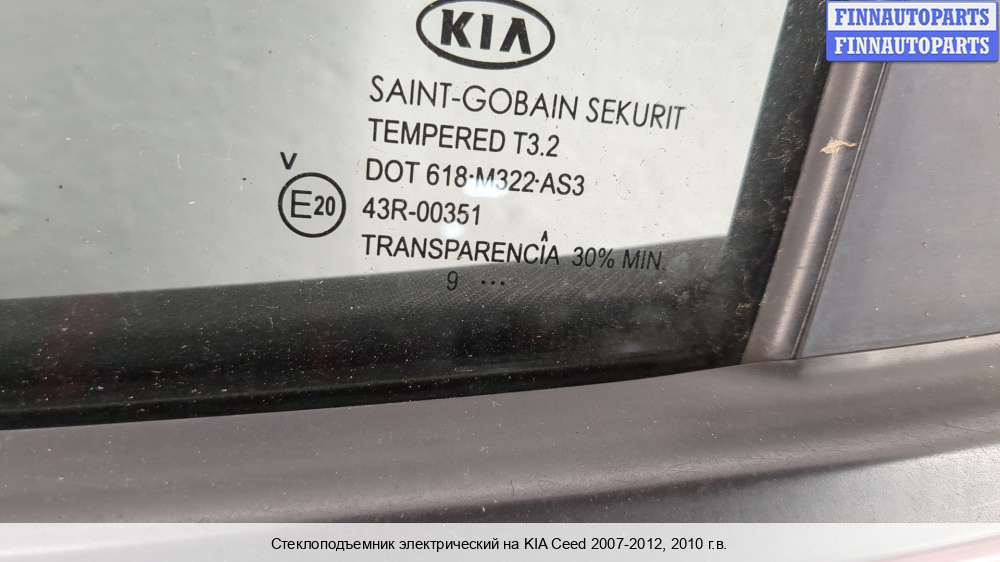 FINNAUTOPARTS
FINNAUTOPARTS
KIA
SAINT-GOBAIN SEKURIT
TEMPERED T3.2
DOT 618·M322·AS3
V
E20
43R-00351
TRANSPARENCÎA 30% MIN.
9 ...
Стеклоподъемник электрический на KIA Ceed 2007-2012, 2010 г.в.